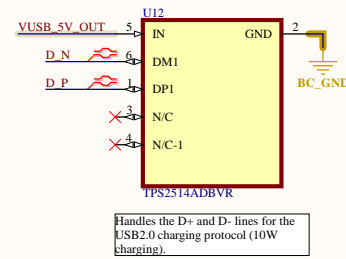 U12
VUSB_5V_OUT 5 IN GND 2
D_N 6 DM1
D_P 1 DP1
BC_GND
3 N/C
4 N/C-1
TPS2514ADBVR
Handles the D+ and D- lines for the
USB2.0 charging protocol (10W
charging).